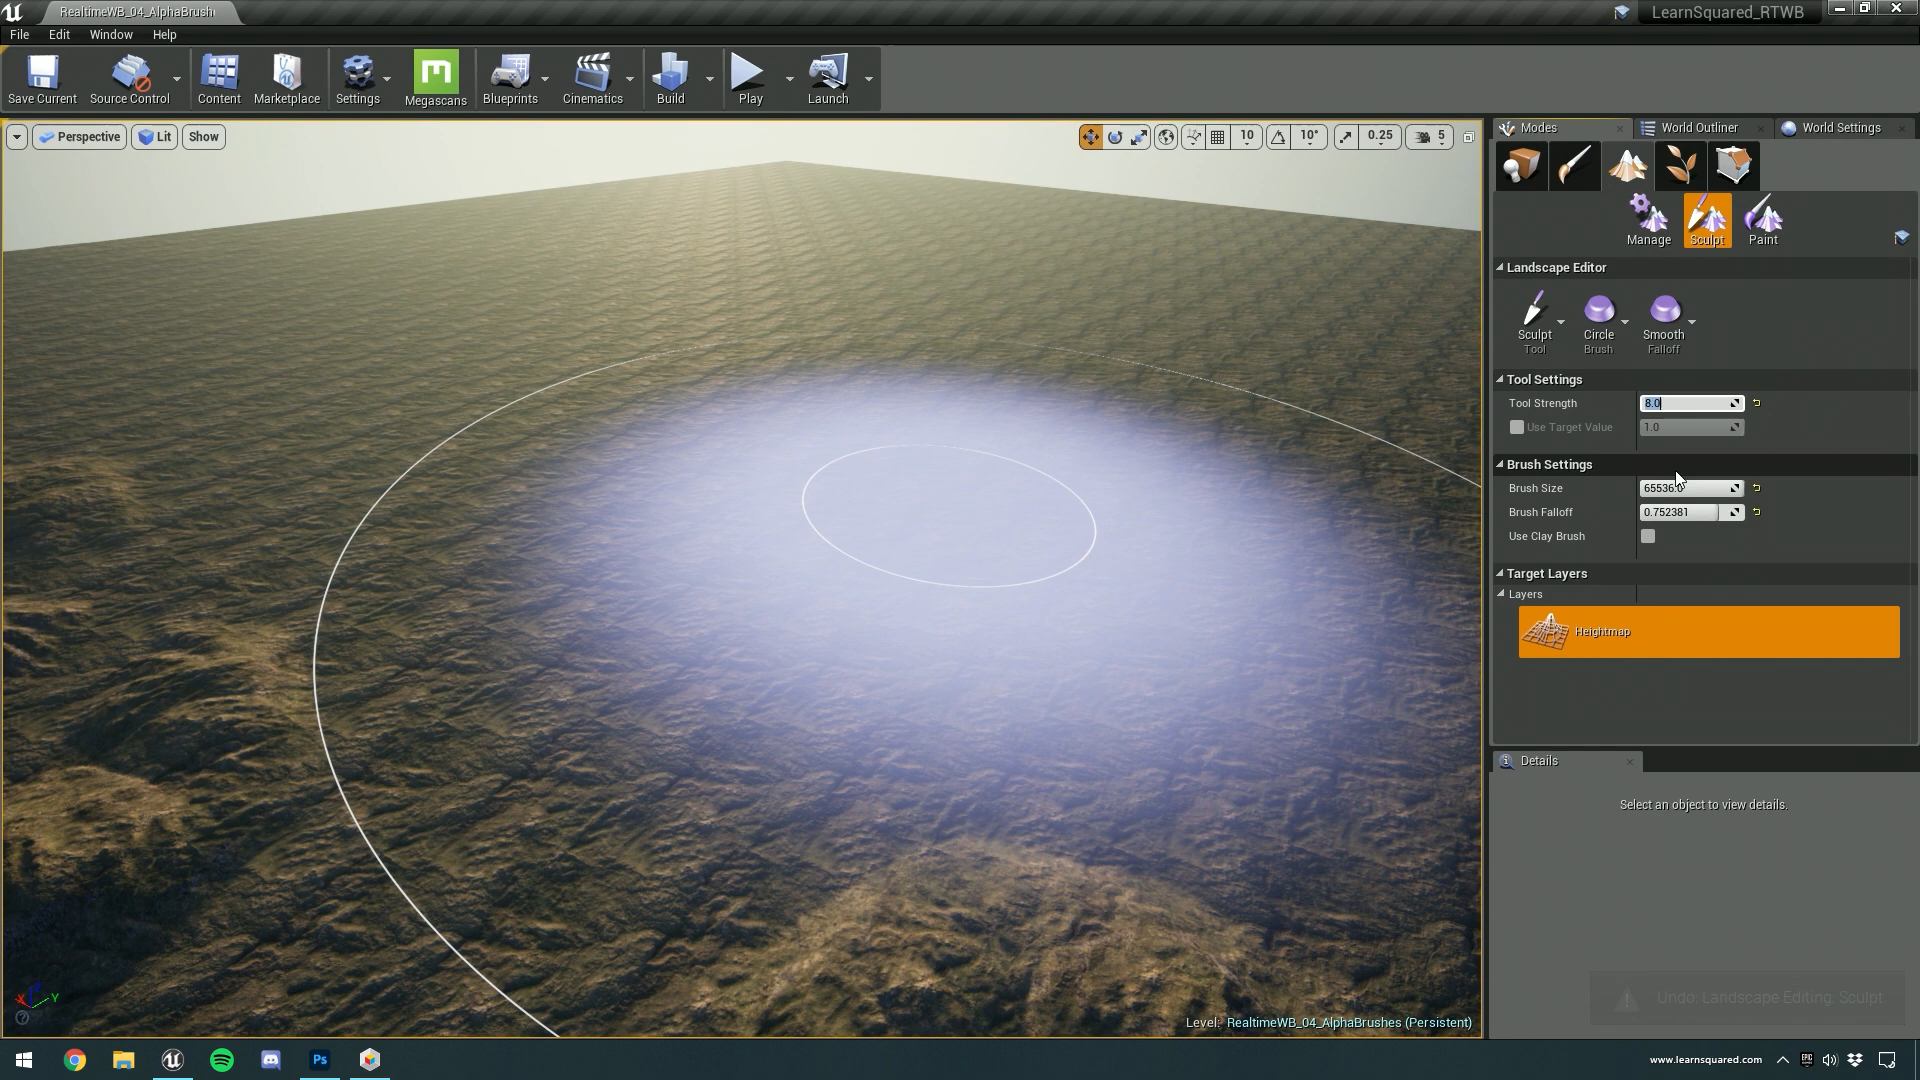 RealtimeWB_04_AlphaBrush
LearnSquared_RTWB
File Edit Window Help
Save Current Source Control Content Marketplace Settings Megascans Blueprints Cinematics Build Play Launch
Perspective Lit Show
10 10° 0.25 5
Modes World Outliner World Settings
Manage Sculpt Paint
Landscape Editor
Sculpt Circle Smooth
Tool Brush Falloff
Tool Settings
Tool Strength 8.0
Use Target Value 1.0
Brush Settings
Brush Size 65536.0
Brush Falloff 0.752381
Use Clay Brush
Target Layers
Layers
Heightmap
Details
Select an object to view details.
Undo: Landscape Editing: Sculpt
X Z Y
Level: RealtimeWB_04_AlphaBrushes (Persistent)
Ps
www.learnsquared.com
EPIC